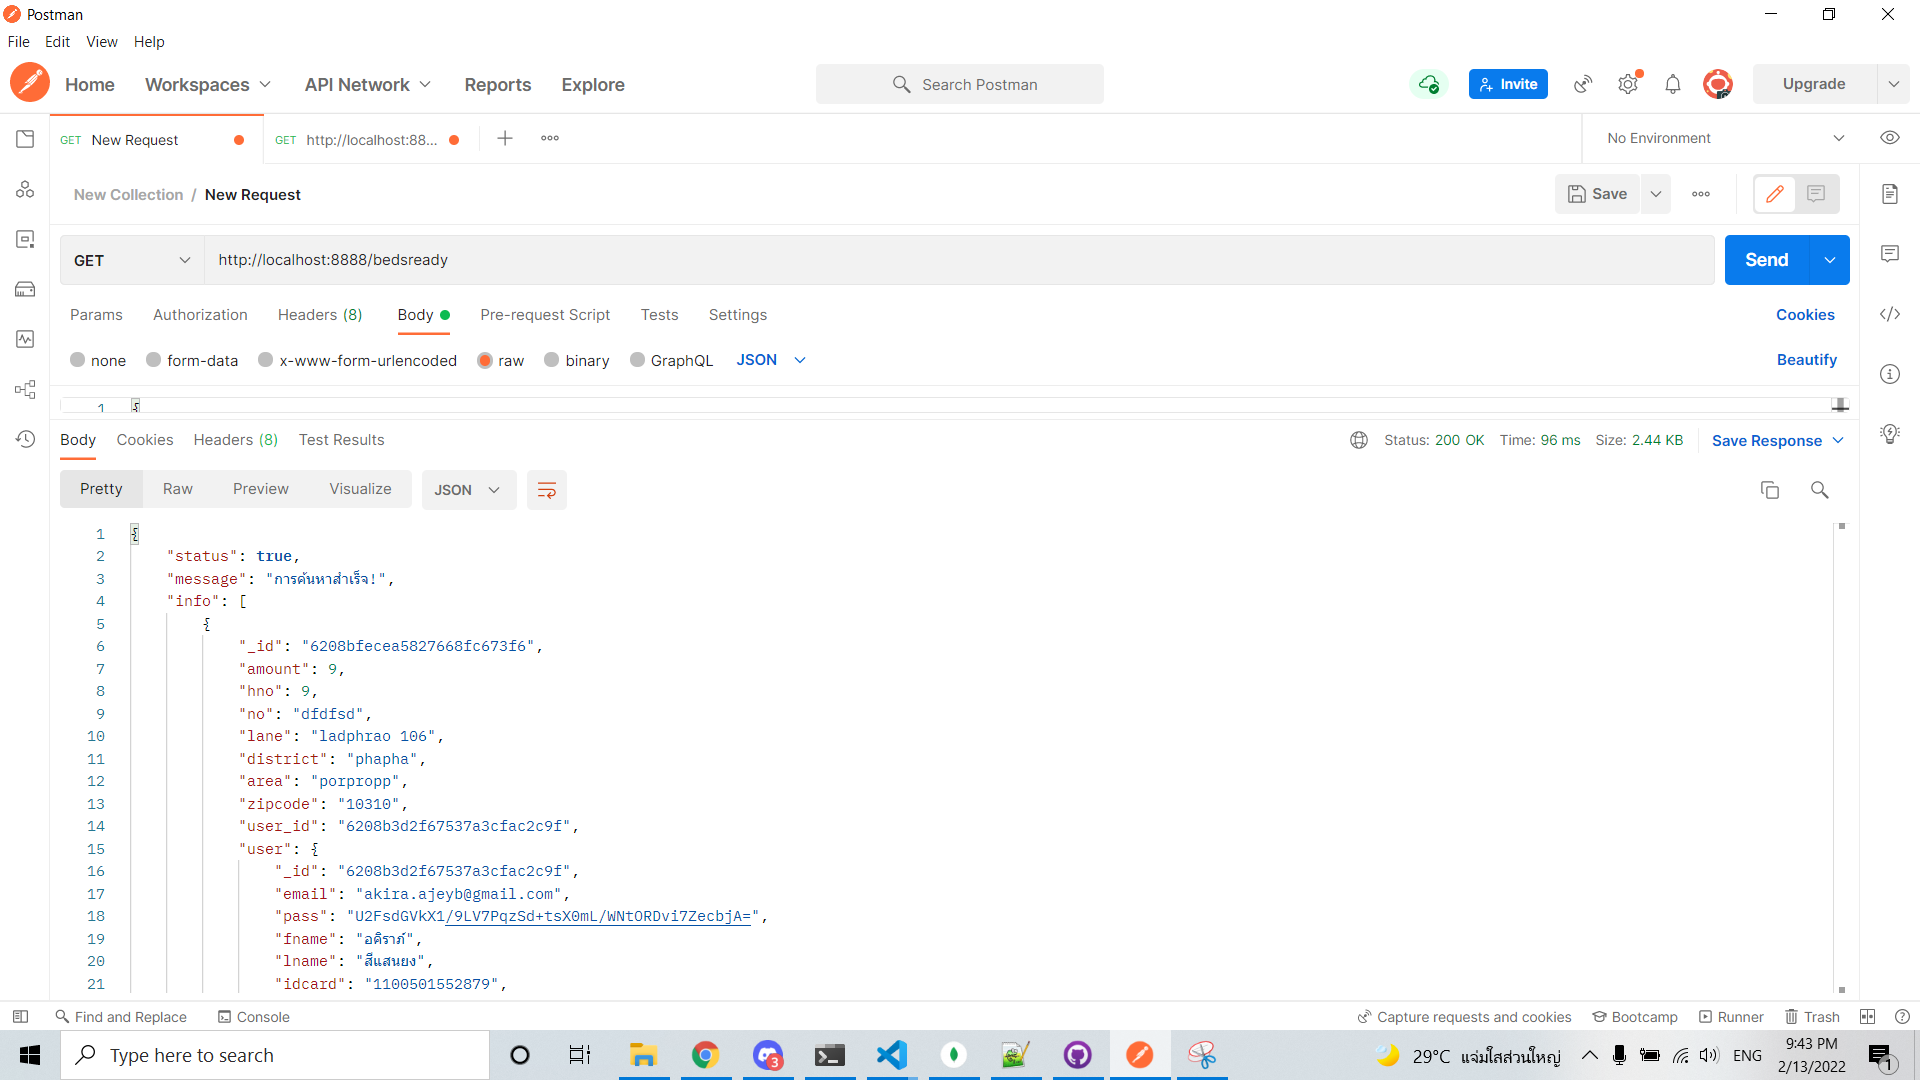 Postman
File Edit View Help
Home Workspaces API Network Reports Explore Search Postman Invite Upgrade
GET New Request GET http://localhost:88... No Environment
New Collection / New Request Save
GET http://localhost:8888/bedsready Send
Params Authorization Headers (8) Body Pre-request Script Tests Settings Cookies
none form-data x-www-form-urlencoded raw binary GraphQL JSON Beautify
1 {
Body Cookies Headers (8) Test Results Status: 200 OK Time: 96 ms Size: 2.44 KB Save Response
Pretty Raw Preview Visualize JSON
1 {
2 "status": true,
3 "message": "การค้นหาสำเร็จ!",
4 "info": [
5 {
6 "_id": "6208bfecea5827668fc673f6",
7 "amount": 9,
8 "hno": 9,
9 "no": "dfdfsd",
10 "lane": "ladphrao 106",
11 "district": "phapha",
12 "area": "porpropp",
13 "zipcode": "10310",
14 "user_id": "6208b3d2f67537a3cfac2c9f",
15 "user": {
16 "_id": "6208b3d2f67537a3cfac2c9f",
17 "email": "akira.ajeyb@gmail.com",
18 "pass": "U2FsdGVkX1/9LV7PqzSd+tsX0mL/WNtORDvi7ZecbjA=",
19 "fname": "อคิราภ์",
20 "lname": "สีแสนยง",
21 "idcard": "1100501552879",
Find and Replace Console Capture requests and cookies Bootcamp Runner Trash
Type here to search 3 29°C แจ่มใสส่วนใหญ่ ENG 9:43 PM 1
2/13/2022